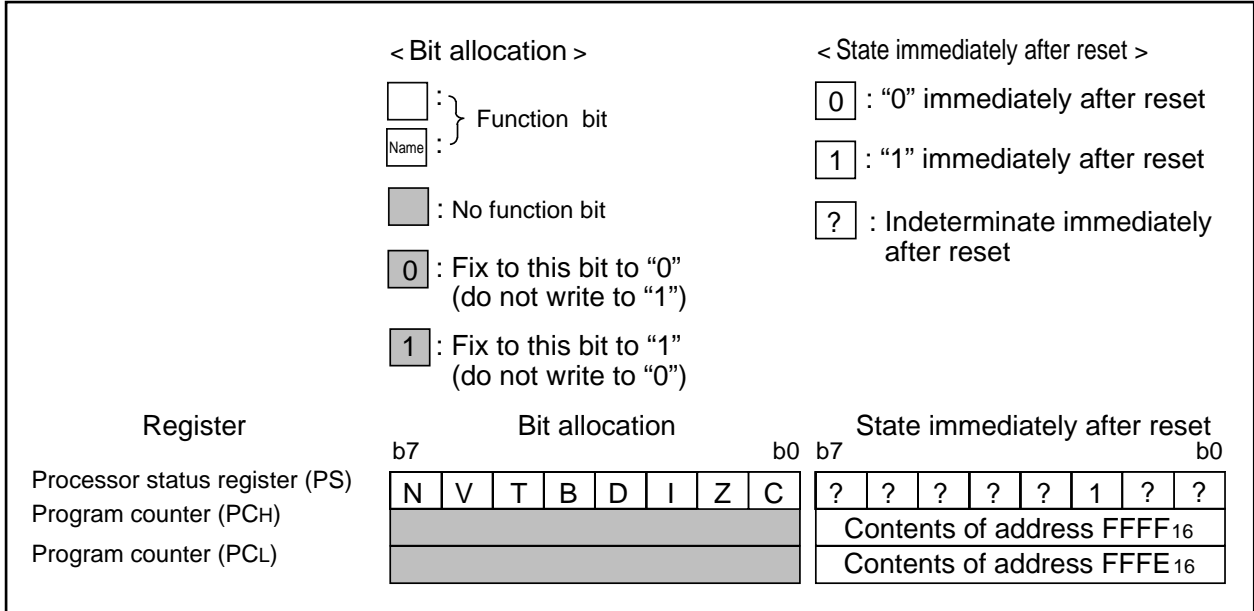 < Bit allocation >
:
Function bit
Name :
: No function bit
0 : Fix to this bit to “0”
(do not write to “1”)
1 : Fix to this bit to “1”
(do not write to “0”)
< State immediately after reset >
0 : “0” immediately after reset
1 : “1” immediately after reset
? : Indeterminate immediately
after reset
Register Bit allocation State immediately after reset
b7 b0 b7 b0
Processor status register (PS) N V T B D I Z C ? ? ? ? ? 1 ? ?
Program counter (PCH) Contents of address FFFF16
Program counter (PCL) Contents of address FFFE16